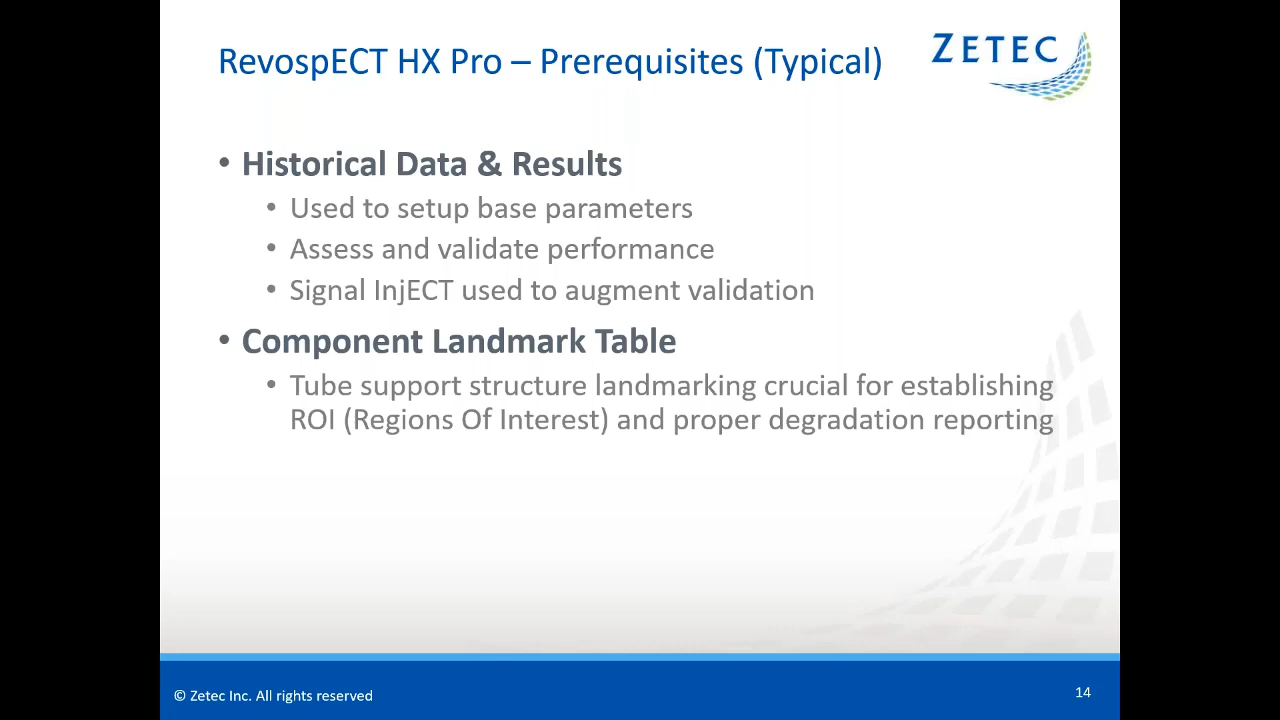 RevospECT HX Pro – Prerequisites (Typical)
ZETEC
• Historical Data & Results
• Used to setup base parameters
• Assess and validate performance
• Signal InjECT used to augment validation
• Component Landmark Table
• Tube support structure landmarking crucial for establishing
ROI (Regions Of Interest) and proper degradation reporting
© Zetec Inc. All rights reserved
14